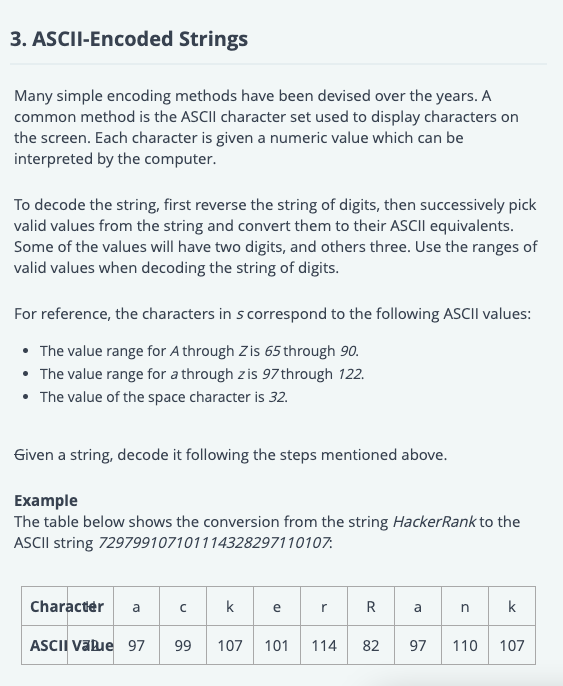 3. ASCII-Encoded Strings
Many simple encoding methods have been devised over the years. A
common method is the ASCII character set used to display characters on
the screen. Each character is given a numeric value which can be
interpreted by the computer.
To decode the string, first reverse the string of digits, then successively pick
valid values from the string and convert them to their ASCII equivalents.
Some of the values will have two digits, and others three. Use the ranges of
valid values when decoding the string of digits.
For reference, the characters in s correspond to the following ASCII values:
• The value range for A through Z is 65 through 90.
• The value range for a through z is 97 through 122.
• The value of the space character is 32.
Given a string, decode it following the steps mentioned above.
Example
The table below shows the conversion from the string HackerRank to the
ASCII string 729799107101114328297110107:
Character H a c k e r R a n k
ASCII Value 72 97 99 107 101 114 82 97 110 107